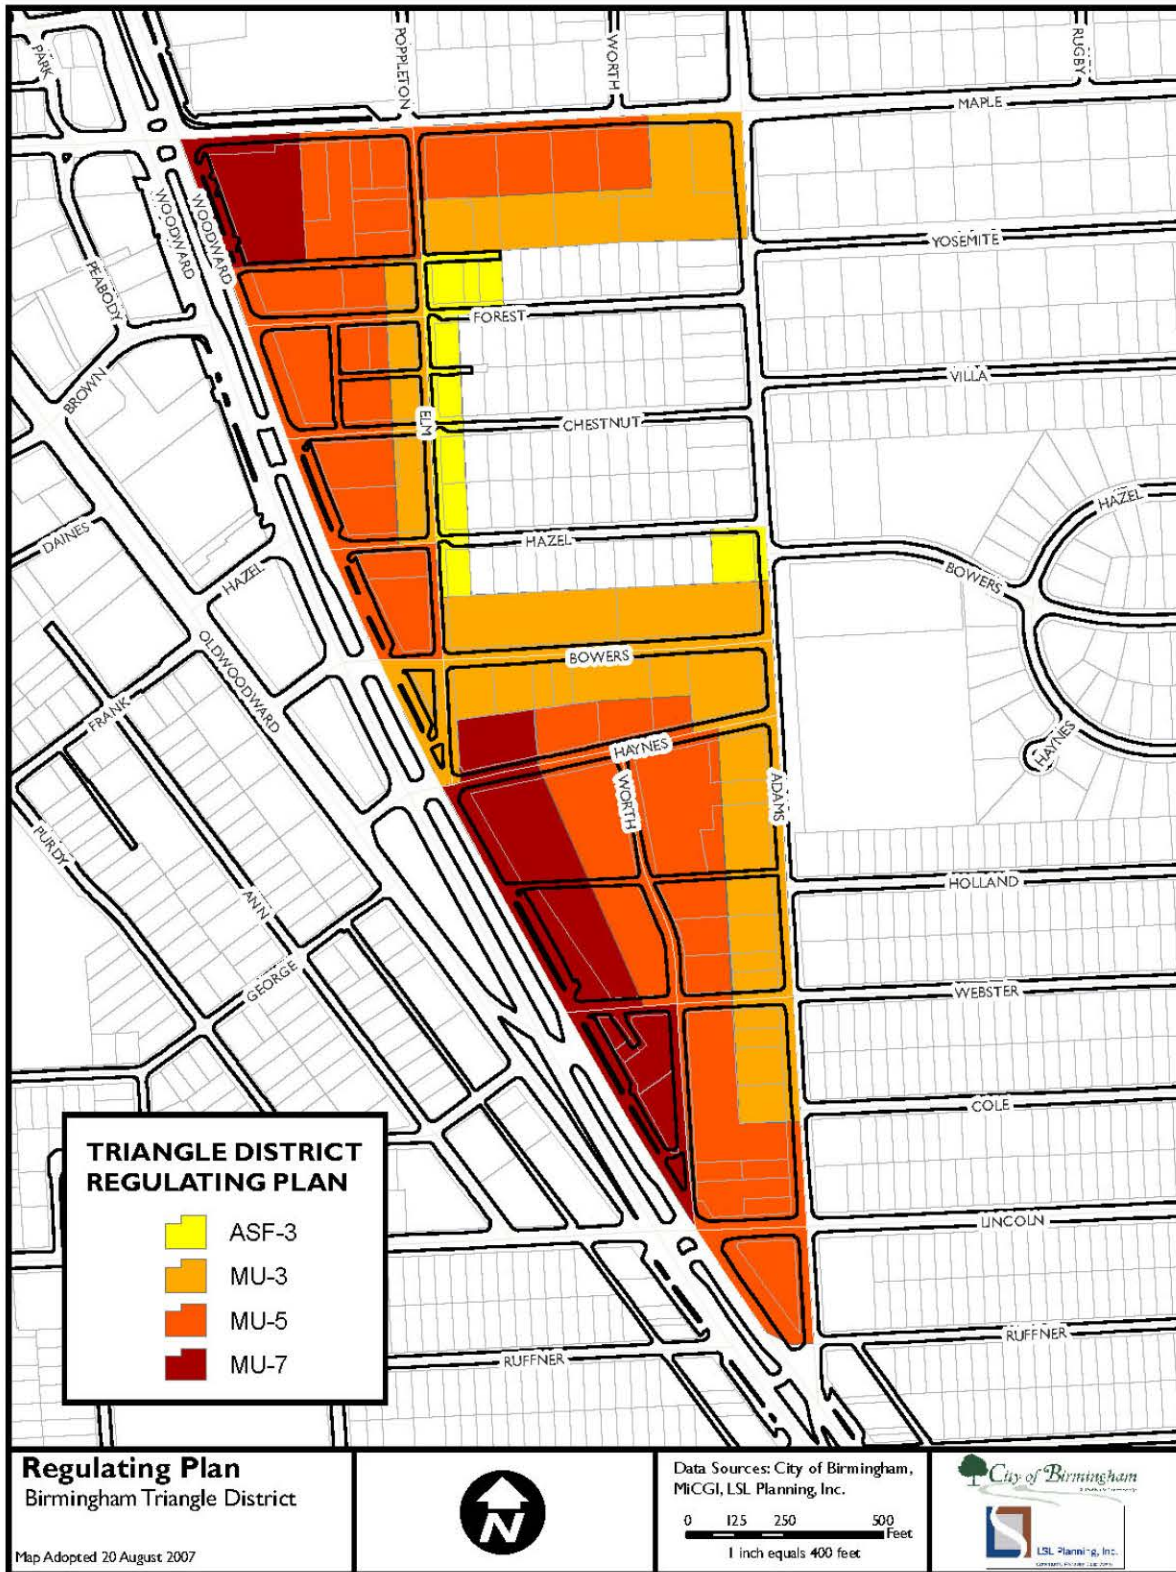 PARK
POPPLETON
WORTH
RUGBY
MAPLE
WOODWARD
WOODWARD
YOSEMITE
PEABODY
FOREST
VILLA
BROWN
ELM
CHESTNUT
HAZEL
DAINES
HAZEL
HAZEL
BOWERS
OLDWOODWARD
BOWERS
FRANK
HAYNES
HAYNES
WORTH
ADAMS
PURDY
HOLLAND
ANN
GEORGE
WEBSTER
COLE
LINCOLN
RUFFNER
RUFFNER
TRIANGLE DISTRICT
REGULATING PLAN
ASF-3
MU-3
MU-5
MU-7
Regulating Plan
Birmingham Triangle District
Map Adopted 20 August 2007
N
Data Sources: City of Birmingham,
MiCGI, LSL Planning, Inc.
0 125 250 500
Feet
1 inch equals 400 feet
City of Birmingham
LSL Planning, Inc.